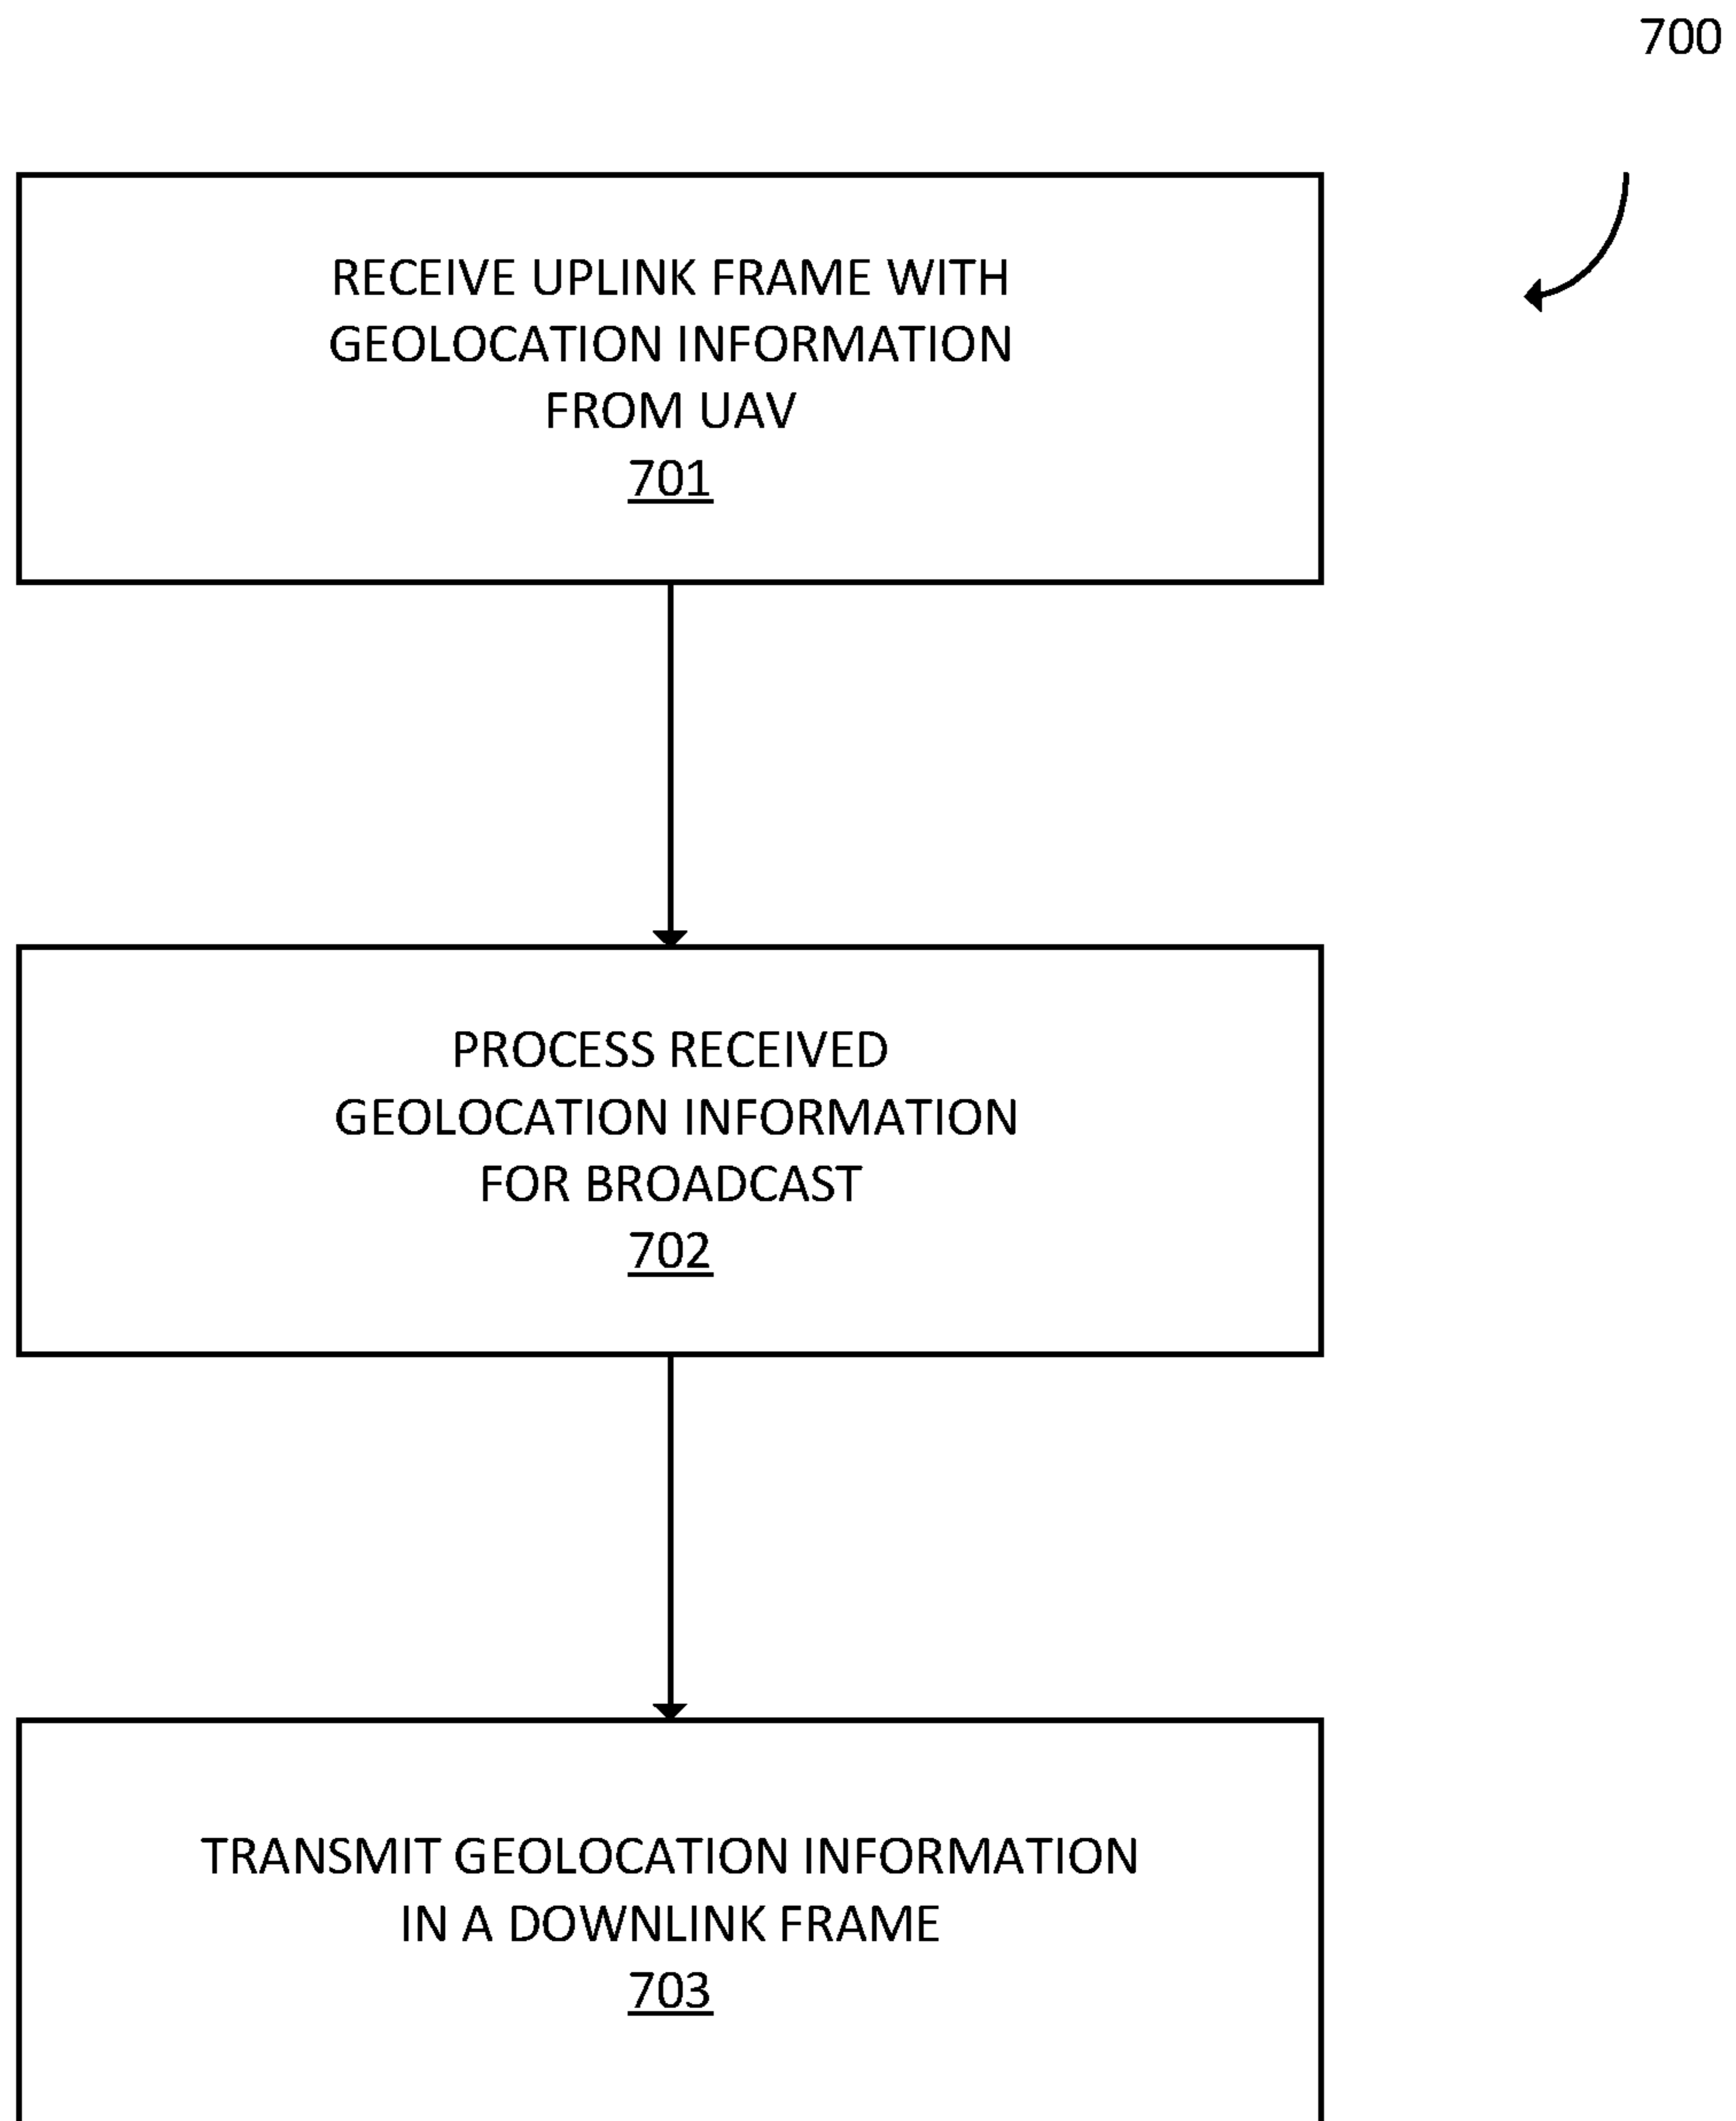 700
RECEIVE UPLINK FRAME WITH
GEOLOCATION INFORMATION
FROM UAV
701
PROCESS RECEIVED
GEOLOCATION INFORMATION
FOR BROADCAST
702
TRANSMIT GEOLOCATION INFORMATION
IN A DOWNLINK FRAME
703